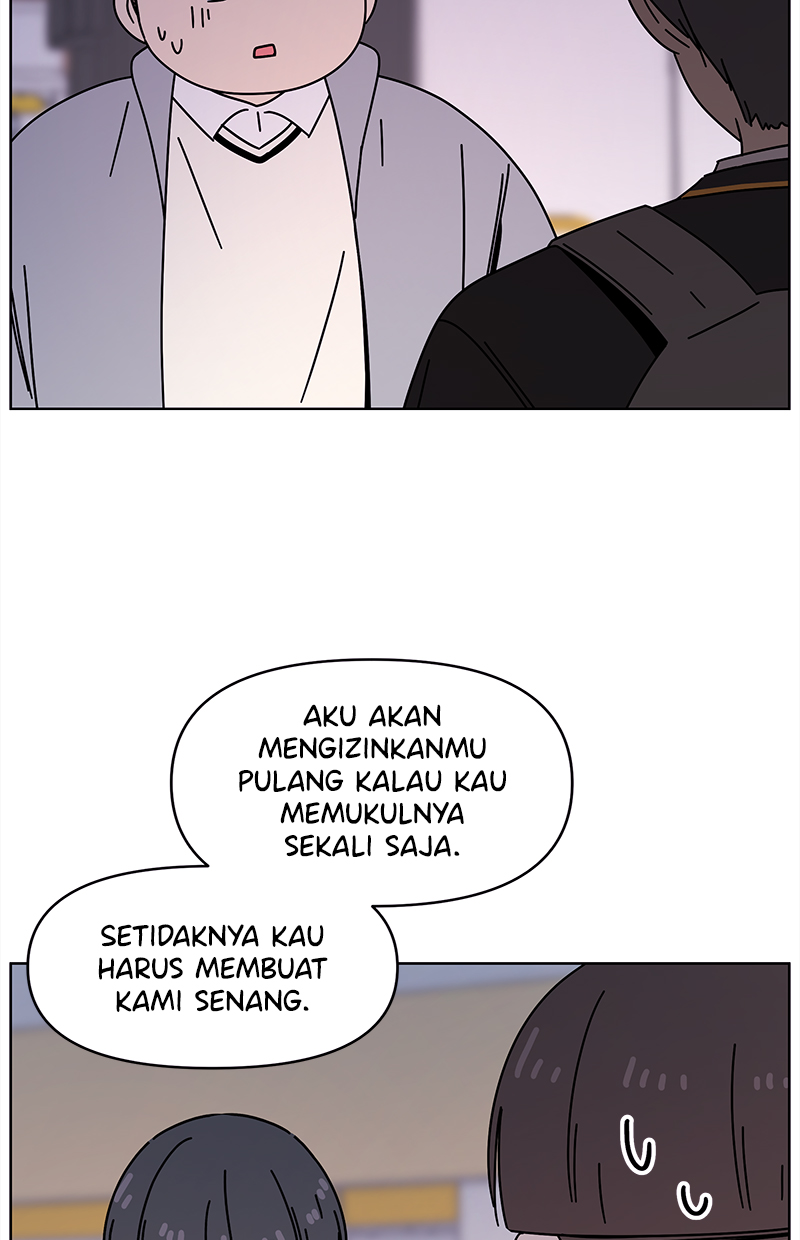 AKU AKAN
MENGIZINKANMU
PULANG KALAU KAU
MEMUKULNYA
SEKALI SAJA.
SETIDAKNYA KAU
HARUS MEMBUAT
KAMI SENANG.